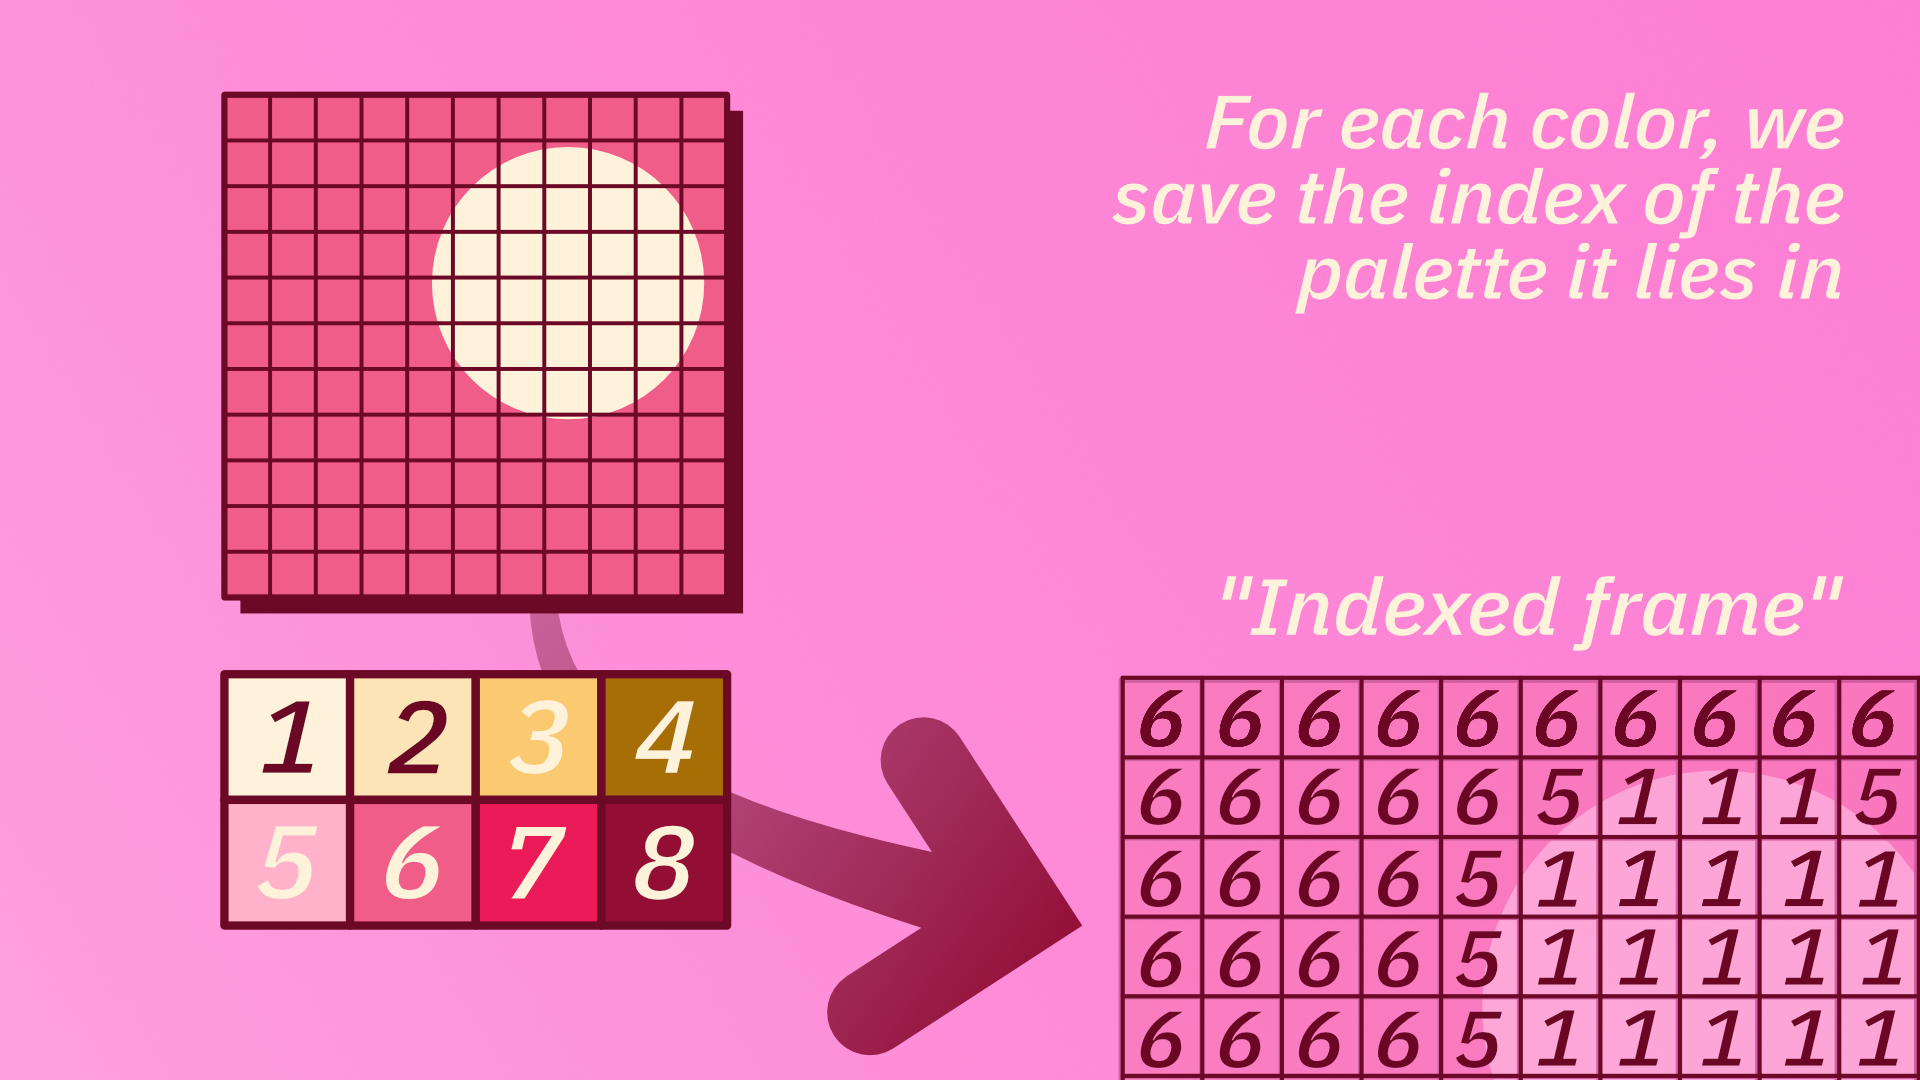 For each color, we
save the index of the
palette it lies in
1 2 3 4
5 6 7 8
"Indexed frame"
6 6 6 6 6 6 6 6 6 6
6 6 6 6 6 5 1 1 1 5
6 6 6 6 5 1 1 1 1 1
6 6 6 6 5 1 1 1 1 1
6 6 6 6 5 1 1 1 1 1